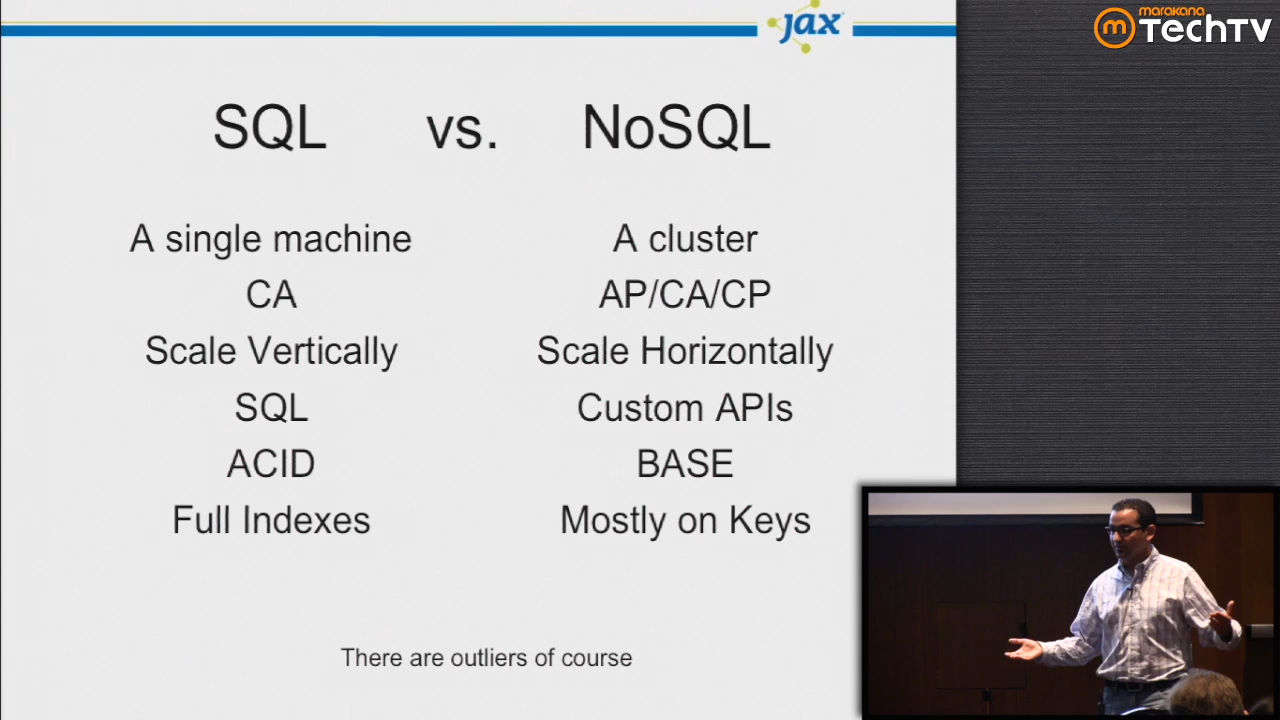 jax
marakana
m TechTV
SQL vs. NoSQL
A single machine
A cluster
CA
AP/CA/CP
Scale Vertically
Scale Horizontally
SQL
Custom APIs
ACID
BASE
Full Indexes
Mostly on Keys
There are outliers of course